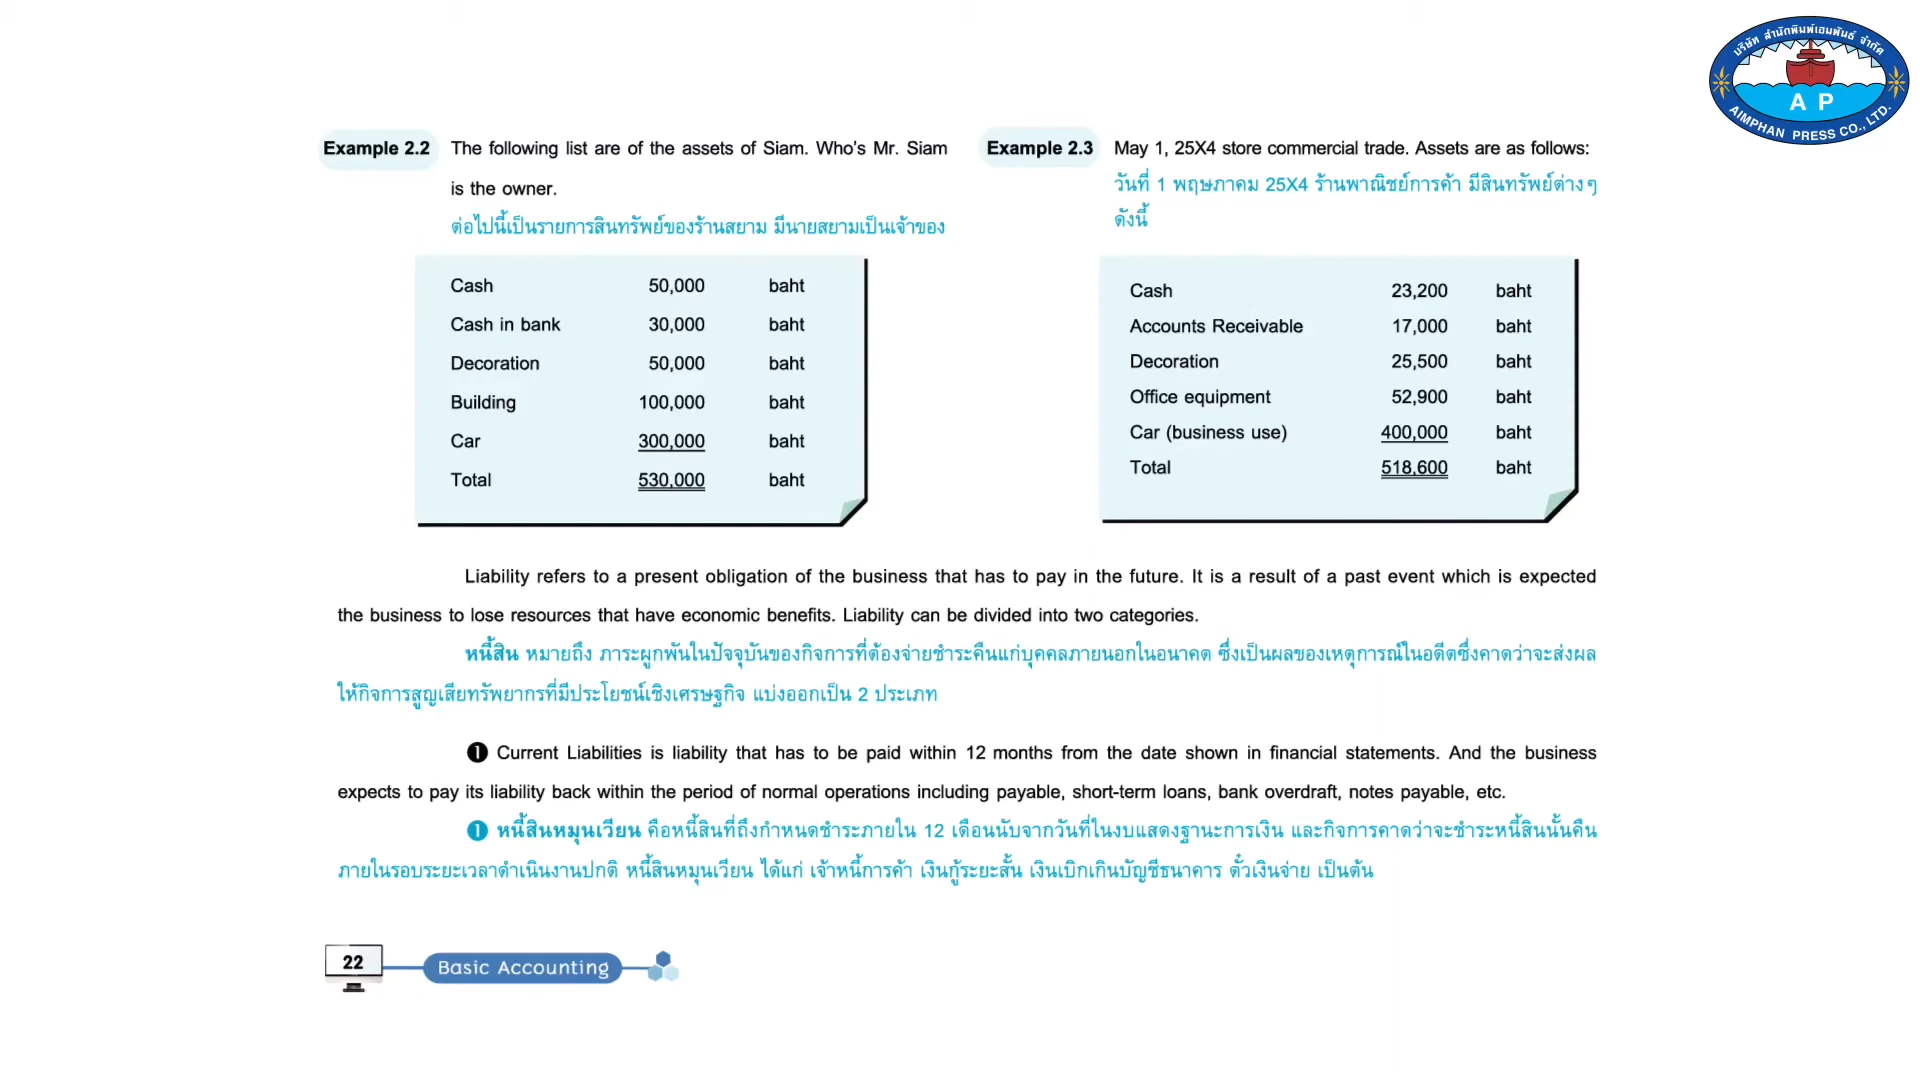 บริษัท สำนักพิมพ์เอมพันธ์ จำกัด
A P
AIMPHAN PRESS CO., LTD.
Example 2.2 The following list are of the assets of Siam. Who's Mr. Siam
is the owner.
ต่อไปนี้เป็นรายการสินทรัพย์ของร้านสยาม มีนายสยามเป็นเจ้าของ
Cash 50,000 baht
Cash in bank 30,000 baht
Decoration 50,000 baht
Building 100,000 baht
Car 300,000 baht
Total 530,000 baht
Example 2.3 May 1, 25X4 store commercial trade. Assets are as follows:
วันที่ 1 พฤษภาคม 25X4 ร้านพาณิชย์การค้า มีสินทรัพย์ต่างๆ
ดังนี้
Cash 23,200 baht
Accounts Receivable 17,000 baht
Decoration 25,500 baht
Office equipment 52,900 baht
Car (business use) 400,000 baht
Total 518,600 baht
Liability refers to a present obligation of the business that has to pay in the future. It is a result of a past event which is expected
the business to lose resources that have economic benefits. Liability can be divided into two categories.
หนี้สิน หมายถึง ภาระผูกพันในปัจจุบันของกิจการที่ต้องจ่ายชำระคืนแก่บุคคลภายนอกในอนาคต ซึ่งเป็นผลของเหตุการณ์ในอดีตซึ่งคาดว่าจะส่งผล
ให้กิจการสูญเสียทรัพยากรที่มีประโยชน์เชิงเศรษฐกิจ แบ่งออกเป็น 2 ประเภท
❶ Current Liabilities is liability that has to be paid within 12 months from the date shown in financial statements. And the business
expects to pay its liability back within the period of normal operations including payable, short-term loans, bank overdraft, notes payable, etc.
❶ หนี้สินหมุนเวียน คือหนี้สินที่ถึงกำหนดชำระภายใน 12 เดือนนับจากวันที่ในงบแสดงฐานะการเงิน และกิจการคาดว่าจะชำระหนี้สินนั้นคืน
ภายในรอบระยะเวลาดำเนินงานปกติ หนี้สินหมุนเวียน ได้แก่ เจ้าหนี้การค้า เงินกู้ระยะสั้น เงินเบิกเกินบัญชีธนาคาร ตั๋วเงินจ่าย เป็นต้น
22 Basic Accounting